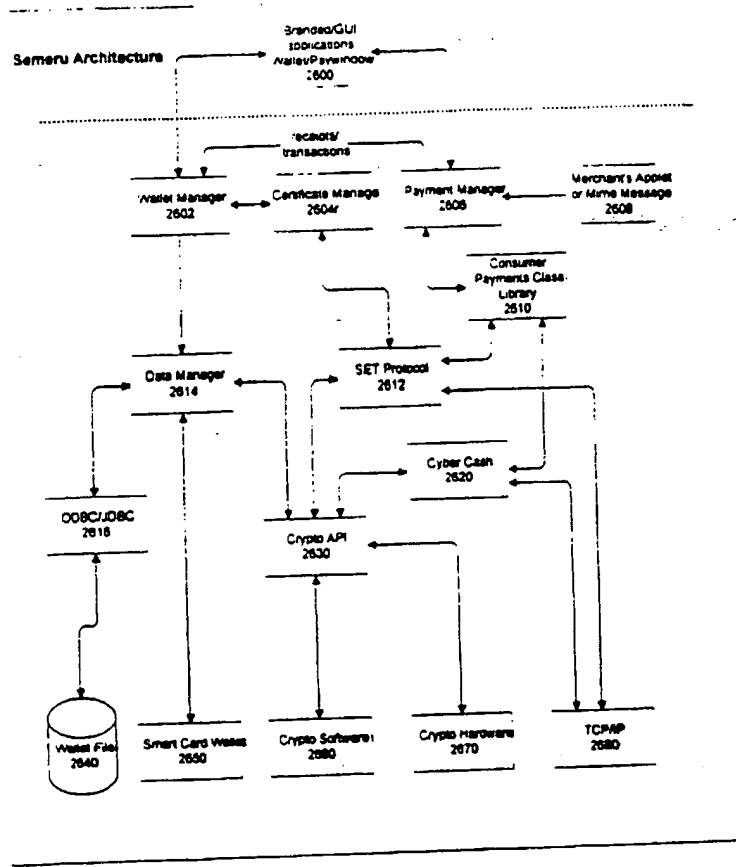 Branded/GUI
applications
Wallet/Paywindow
2600
Semeru Architecture
receipts/
transactions
Wallet Manager
2602
Certificate Manage
2604r
Payment Manager
2606
Merchant's Applet
or Mime Message
2608
Consumer
Payments Class
Library
2610
Data Manager
2614
SET Protocol
2612
Cyber Cash
2620
ODBC/JDBC
2616
Crypto API
2630
Wallet File
2640
Smart Card Wallet
2650
Crypto Software
2660
Crypto Hardware
2670
TCP/IP
2680